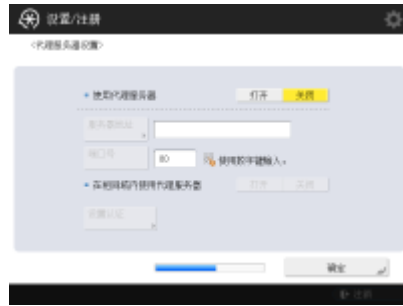 设置/注册
<代理服务器设置>
• 使用代理服务器
打开 关闭
服务器地址
端口号 80 使用数字键输入。
• 在相同域内使用代理服务器
打开 关闭
设置认证
确定
注销